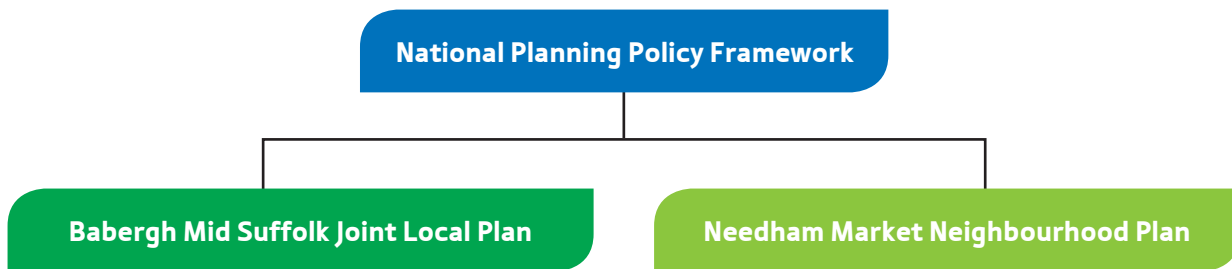 National Planning Policy Framework
Babergh Mid Suffolk Joint Local Plan
Needham Market Neighbourhood Plan